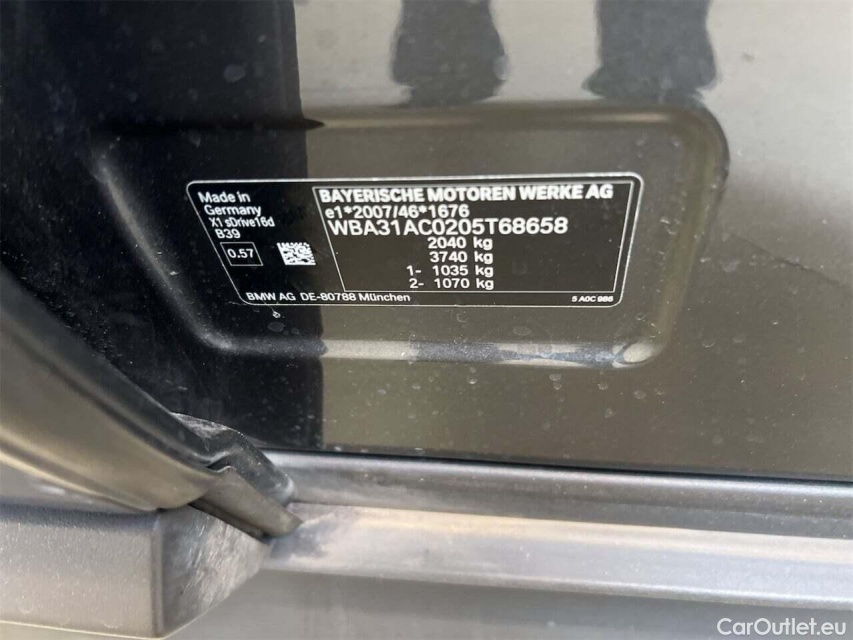 Made in
Germany
X1 sDrive16d
B39
0.57
BAYERISCHE MOTOREN WERKE AG
e1*2007/46*1676
WBA31AC0205T68658
2040 kg
3740 kg
1- 1035 kg
2- 1070 kg
BMW AG DE-80788 München
5 A0C 986
CarOutlet.eu